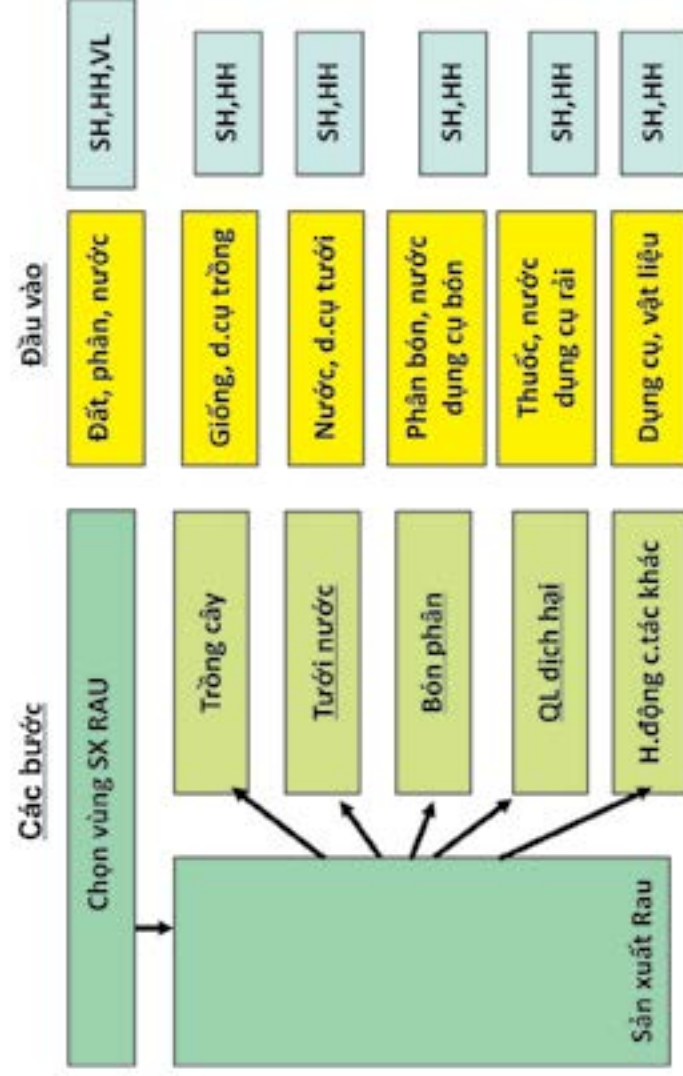 Các bước
Đầu vào
Chọn vùng SX RAU
Đất, phân, nước
SH,HH,VL
Sản xuất Rau
Trồng cây
Giống, d.cụ trồng
SH,HH
Tưới nước
Nước, d.cụ tưới
SH,HH
Bón phân
Phân bón, nước
dụng cụ bón
SH,HH
QL dịch hại
Thuốc, nước
dụng cụ rải
SH,HH
H.động c.tác khác
Dụng cụ, vật liệu
SH,HH